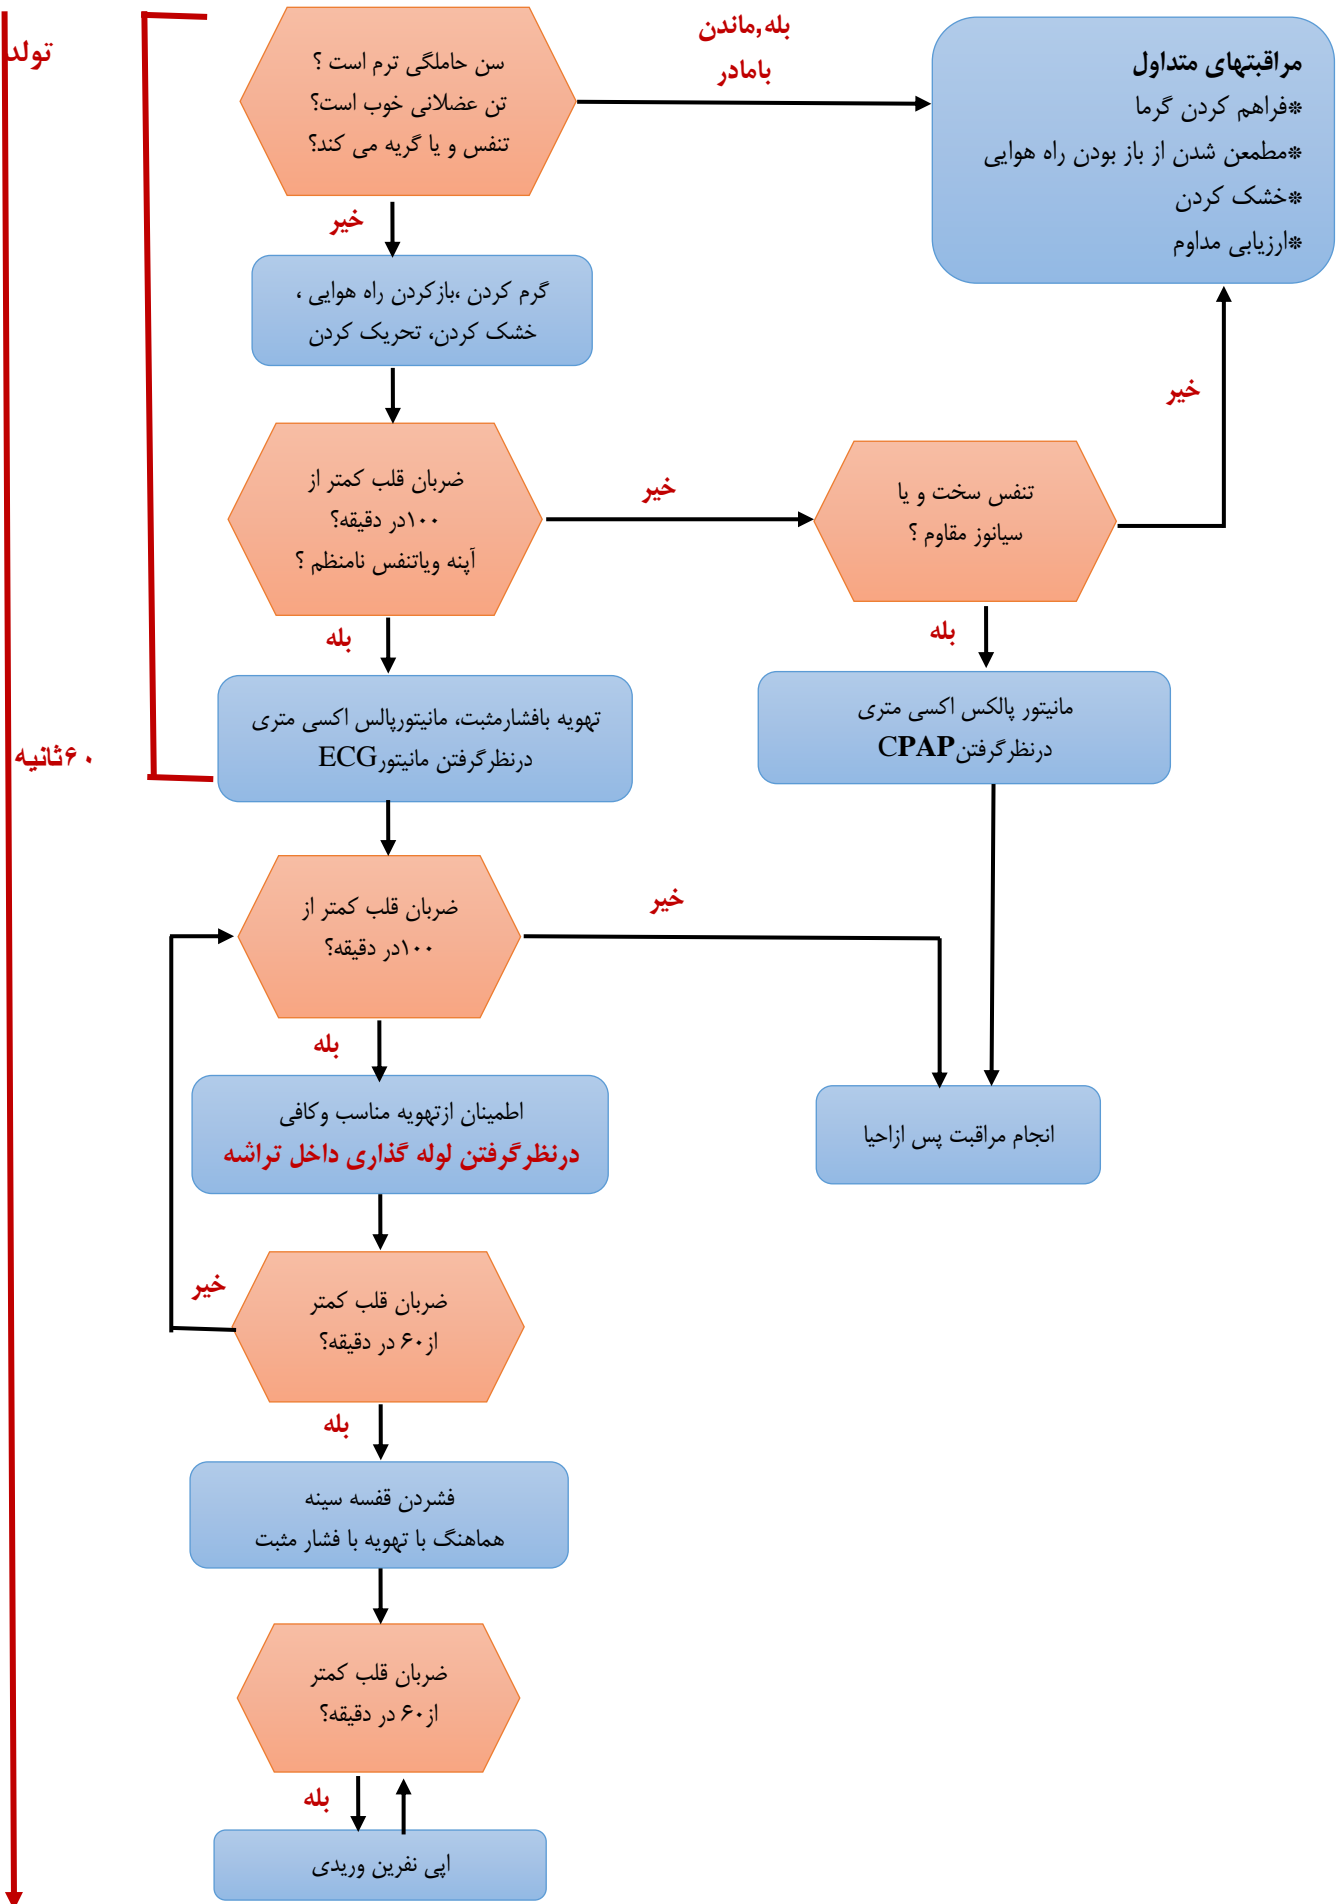 تولد
سن حاملگی ترم است ؟
تن عضلانی خوب است؟
تنفس و یا گریه می کند؟
بله,ماندن
بامادر
مراقبتهای متداول
*فراهم کردن گرما
*مطمعن شدن از باز بودن راه هوایی
*خشک کردن
*ارزیابی مداوم
خیر
گرم کردن ،بازکردن راه هوایی ،
خشک کردن، تحریک کردن
خیر
ضربان قلب کمتر از
۱۰۰در دقیقه؟
آپنه ویاتنفس نامنظم ؟
خیر
تنفس سخت و یا
سیانوز مقاوم ؟
بله
بله
۶۰ثانیه
تهویه بافشارمثبت، مانیتورپالس اکسی متری
درنظرگرفتن مانیتورECG
مانیتور پالکس اکسی متری
درنظرگرفتنCPAP
ضربان قلب کمتر از
۱۰۰در دقیقه؟
خیر
بله
اطمینان ازتهویه مناسب وکافی
درنظرگرفتن لوله گذاری داخل تراشه
انجام مراقبت پس ازاحیا
ضربان قلب کمتر
از۶۰ در دقیقه؟
خیر
بله
فشردن قفسه سینه
هماهنگ با تهویه با فشار مثبت
ضربان قلب کمتر
از۶۰ در دقیقه؟
بله
اپی نفرین وریدی